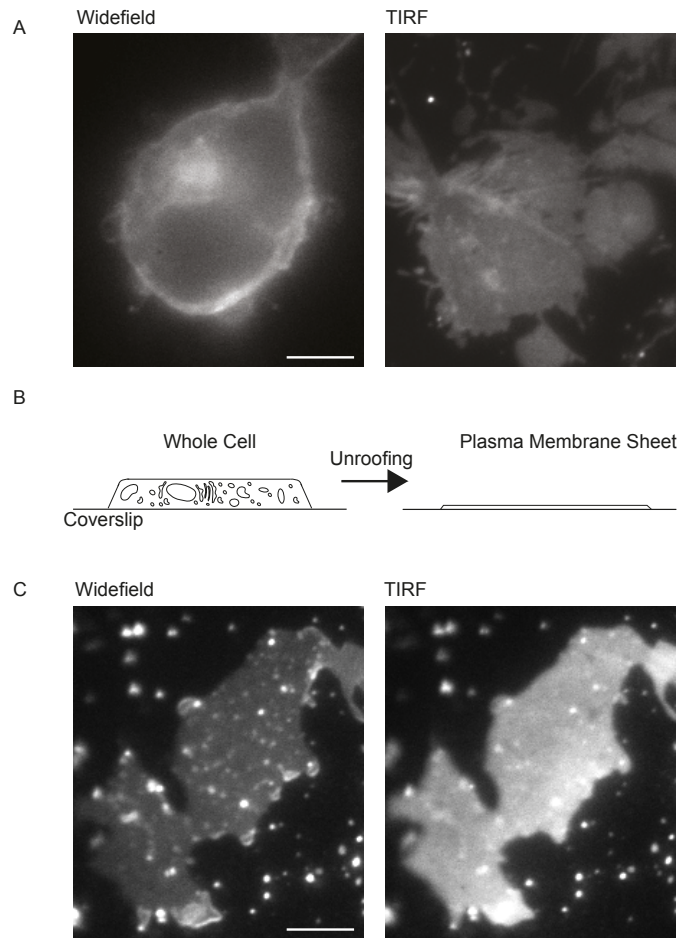 A
Widefield
TIRF
B
Whole Cell
Unroofing
Plasma Membrane Sheet
Coverslip
C
Widefield
TIRF